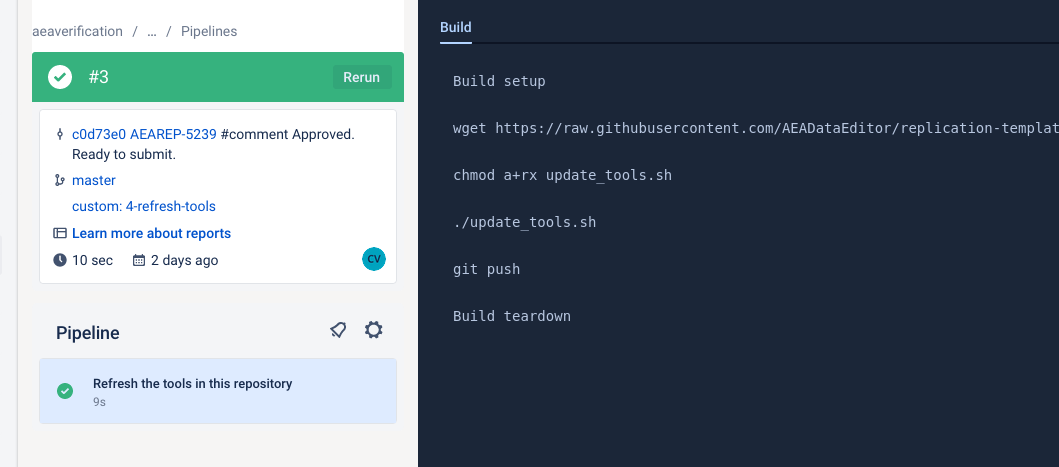 aeaverification / ... / Pipelines
#3
Rerun
c0d73e0 AEAREP-5239 #comment Approved.
Ready to submit.
master
custom: 4-refresh-tools
Learn more about reports
10 sec 2 days ago
CV
Pipeline
Refresh the tools in this repository
9s
Build
Build setup
wget https://raw.githubusercontent.com/AEADataEditor/replication-templat
chmod a+rx update_tools.sh
./update_tools.sh
git push
Build teardown